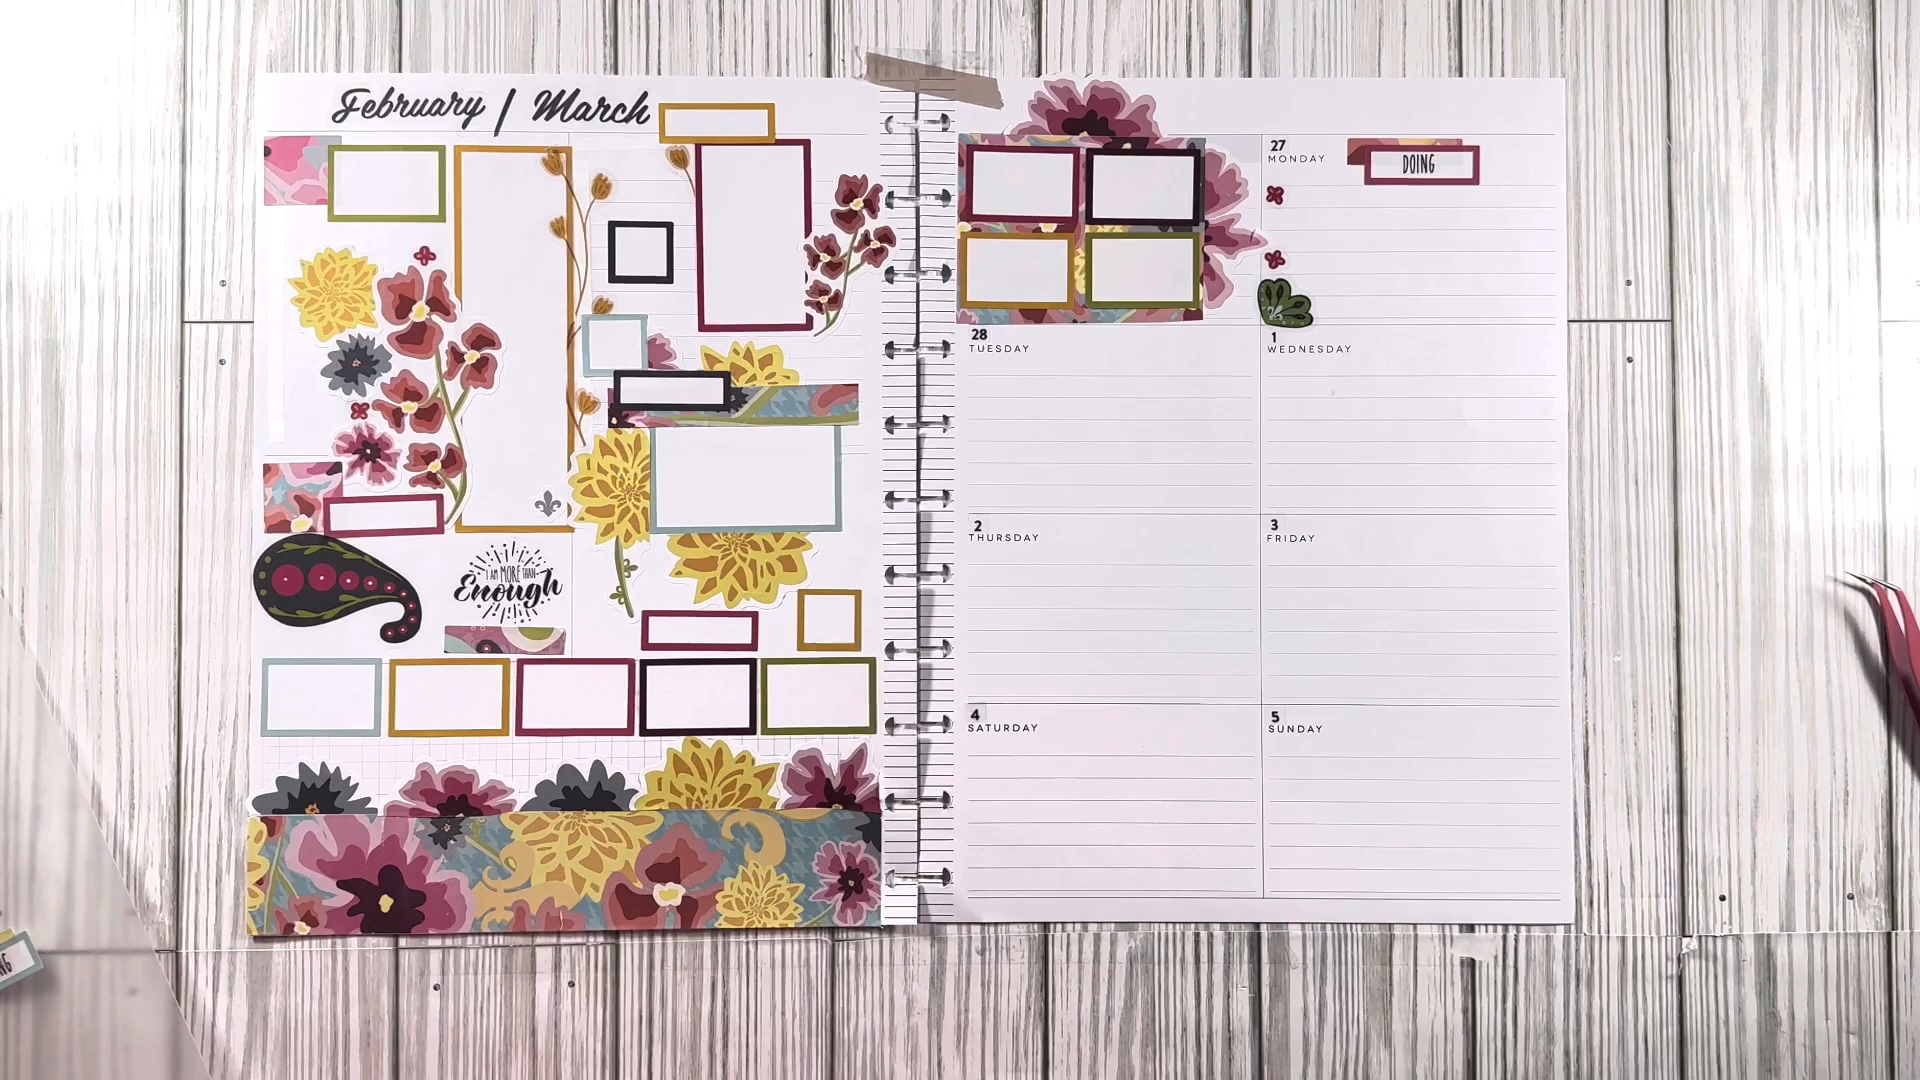 February / March
I AM MORE THAN
Enough
27
MONDAY
DOING
28
TUESDAY
1
WEDNESDAY
2
THURSDAY
3
FRIDAY
4
SATURDAY
5
SUNDAY